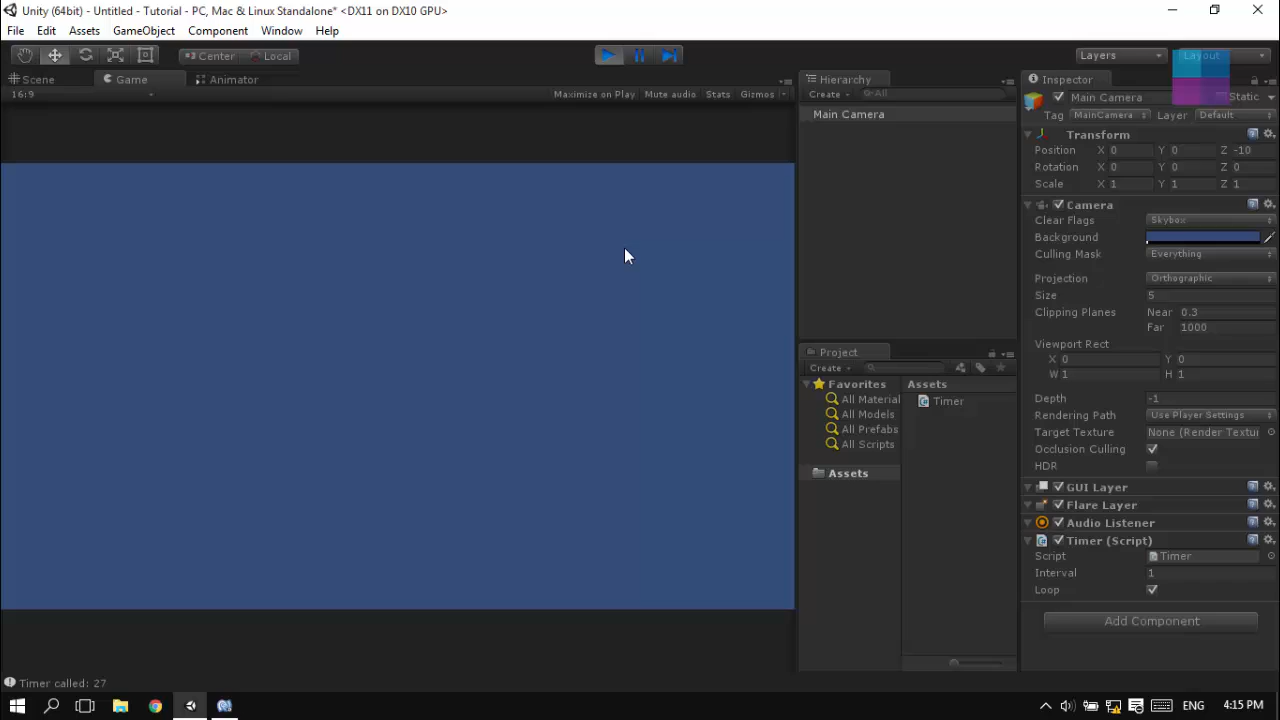 Unity (64bit) - Untitled - Tutorial - PC, Mac & Linux Standalone* <DX11 on DX10 GPU>
File Edit Assets GameObject Component Window Help
Center Local Layers Layout
Scene Game Animator
16:9 Maximize on Play Mute audio Stats Gizmos
Hierarchy
Create All
Main Camera
Inspector
Main Camera Static
Tag MainCamera Layer Default
Transform
Position X 0 Y 0 Z -10
Rotation X 0 Y 0 Z 0
Scale X 1 Y 1 Z 1
Camera
Clear Flags Skybox
Background
Culling Mask Everything
Projection Orthographic
Size 5
Clipping Planes Near 0.3
Far 1000
Viewport Rect
X 0 Y 0
W 1 H 1
Depth -1
Rendering Path Use Player Settings
Target Texture None (Render Textur
Occlusion Culling
HDR
GUI Layer
Flare Layer
Audio Listener
Timer (Script)
Script Timer
Interval 1
Loop
Add Component
Project
Create
Favorites
All Material
All Models
All Prefabs
All Scripts
Assets
Assets
Timer
Timer called: 27
ENG 4:15 PM